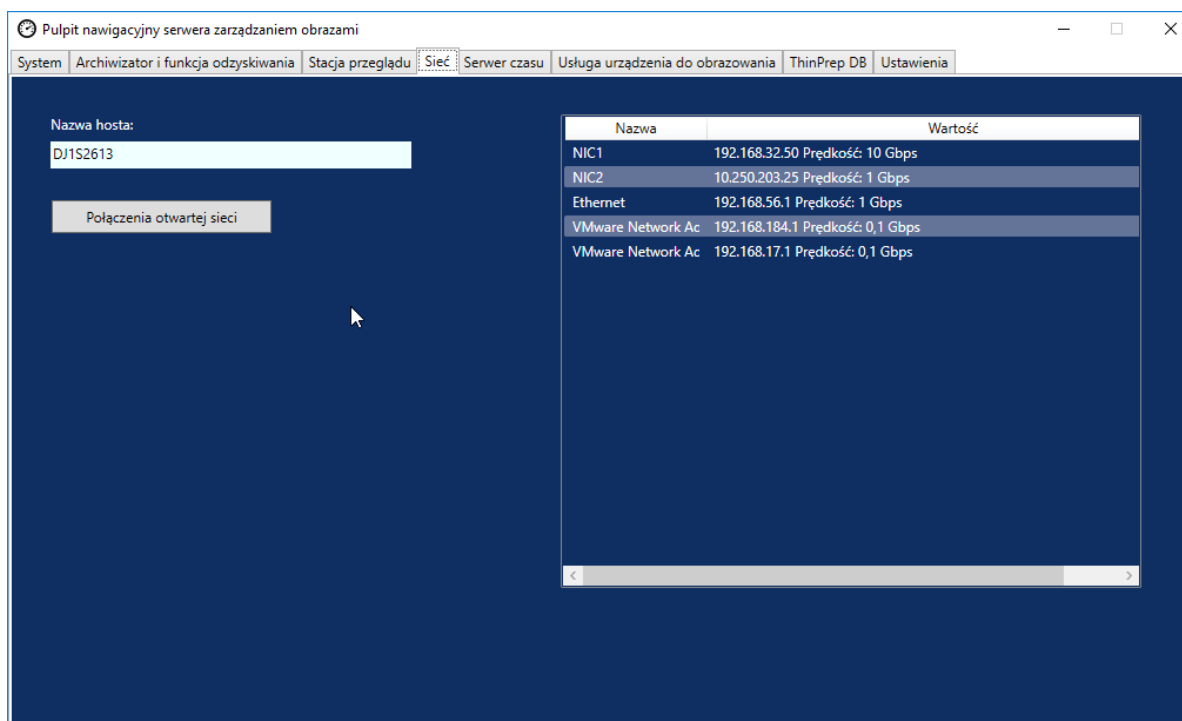 Pulpit nawigacyjny serwera zarządzaniem obrazami
System Archiwizator i funkcja odzyskiwania Stacja przeglądu Sieć Serwer czasu Usługa urządzenia do obrazowania ThinPrep DB Ustawienia
Nazwa hosta:
DJ1S2613
Połączenia otwartej sieci
Nazwa Wartość
NIC1 192.168.32.50 Prędkość: 10 Gbps
NIC2 10.250.203.25 Prędkość: 1 Gbps
Ethernet 192.168.56.1 Prędkość: 1 Gbps
VMware Network Ac 192.168.184.1 Prędkość: 0,1 Gbps
VMware Network Ac 192.168.17.1 Prędkość: 0,1 Gbps